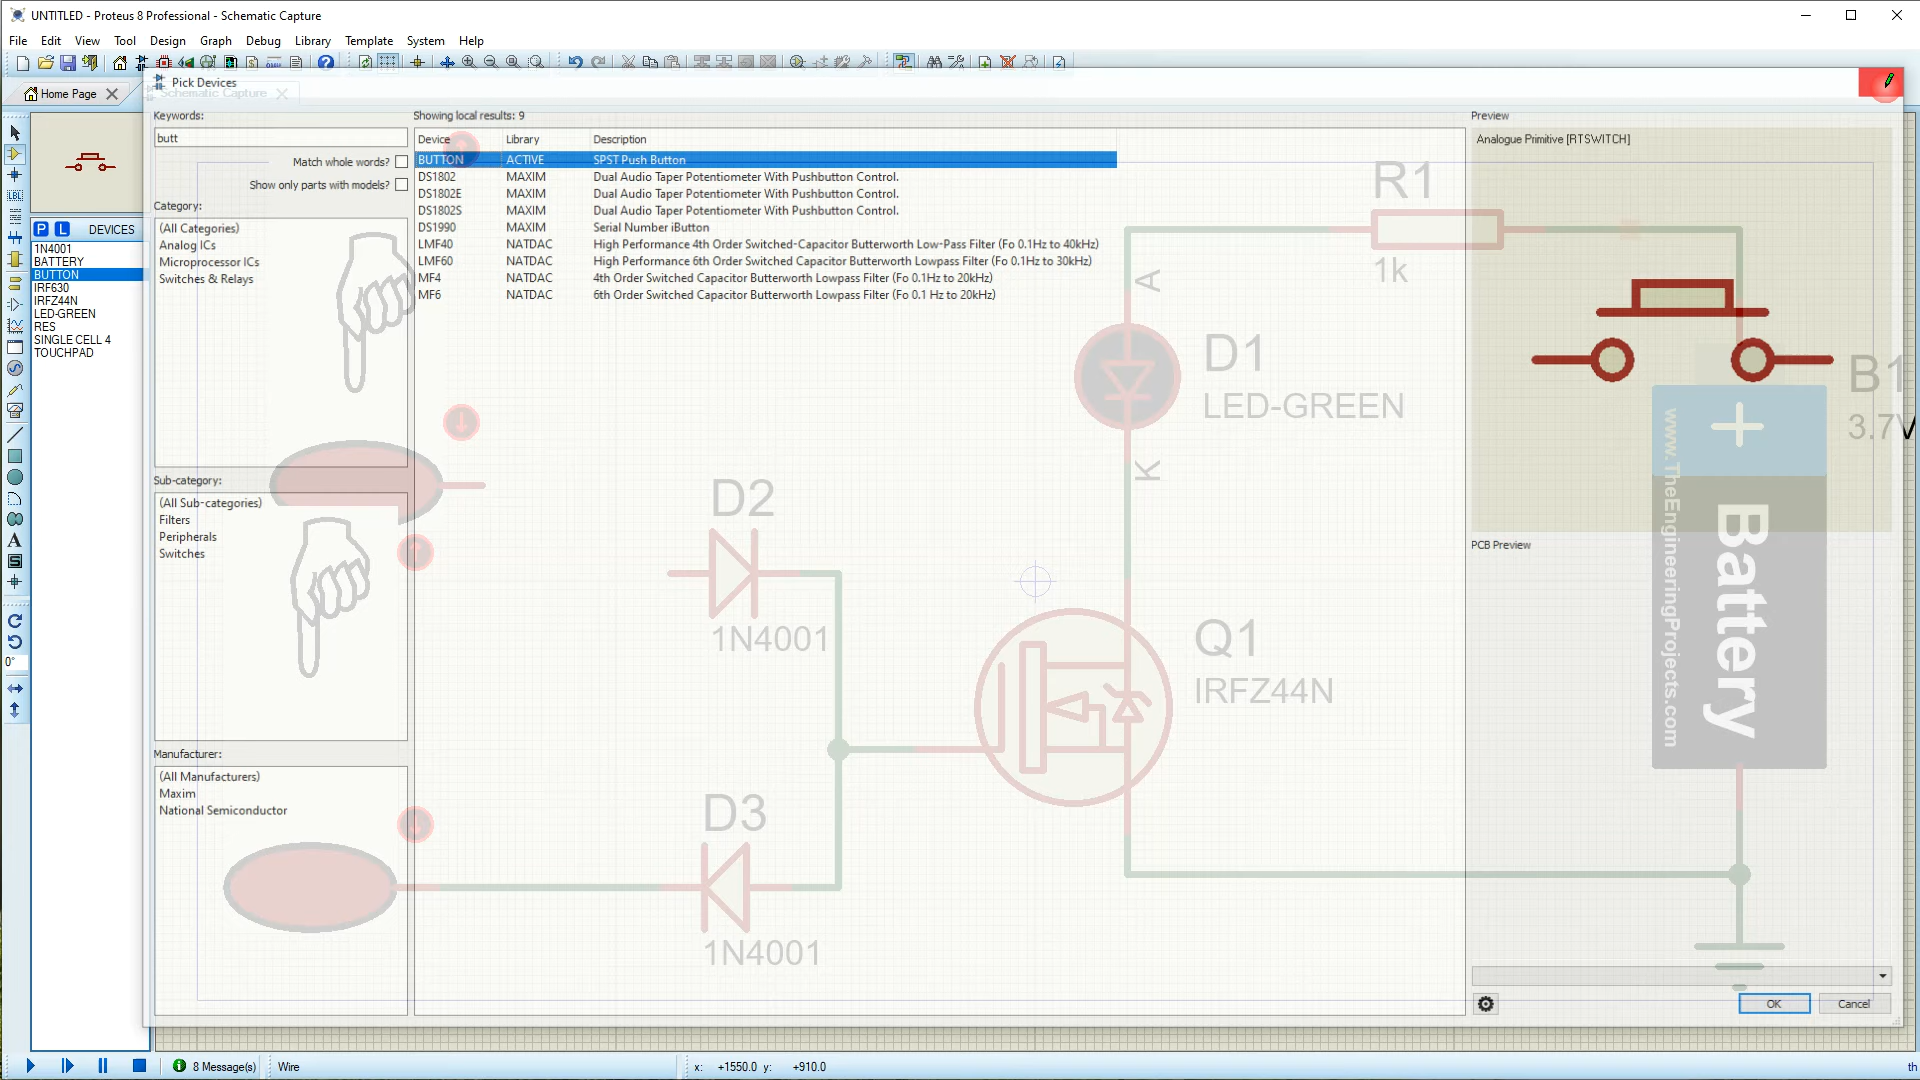 UNTITLED - Proteus 8 Professional - Schematic Capture
File Edit View Tool Design Graph Debug Library Template System Help
Home Page
Schematic Capture
Pick Devices
Keywords:
butt
Match whole words?
Show only parts with models?
Category:
(All Categories)
Analog ICs
Microprocessor ICs
Switches & Relays
Sub-category:
(All Sub-categories)
Filters
Peripherals
Switches
Manufacturer:
(All Manufacturers)
Maxim
National Semiconductor
LBL
P L DEVICES
1N4001
BATTERY
BUTTON
IRF630
IRFZ44N
LED-GREEN
RES
SINGLE CELL 4
TOUCHPAD
A
S
0°
Showing local results: 9
Device Library Description
BUTTON ACTIVE SPST Push Button
DS1802 MAXIM Dual Audio Taper Potentiometer With Pushbutton Control.
DS1802E MAXIM Dual Audio Taper Potentiometer With Pushbutton Control.
DS1802S MAXIM Dual Audio Taper Potentiometer With Pushbutton Control.
DS1990 MAXIM Serial Number iButton
LMF40 NATDAC High Performance 4th Order Switched-Capacitor Butterworth Low-Pass Filter (Fo 0.1Hz to 40kHz)
LMF60 NATDAC High Performance 6th Order Switched Capacitor Butterworth Lowpass Filter (Fo 0.1Hz to 30kHz)
MF4 NATDAC 4th Order Switched Capacitor Butterworth Lowpass Filter (Fo 0.1Hz to 20kHz)
MF6 NATDAC 6th Order Switched Capacitor Butterworth Lowpass Filter (Fo 0.1 Hz to 20kHz)
Preview
Analogue Primitive [RTSWITCH]
PCB Preview
R1
1k
A
D1
LED-GREEN
K
D2
1N4001
Q1
IRFZ44N
D3
1N4001
B1
3.7V
+
Battery
www.TheEngineeringProjects.com
OK Cancel
8 Message(s) Wire x: +1550.0 y: +910.0 th